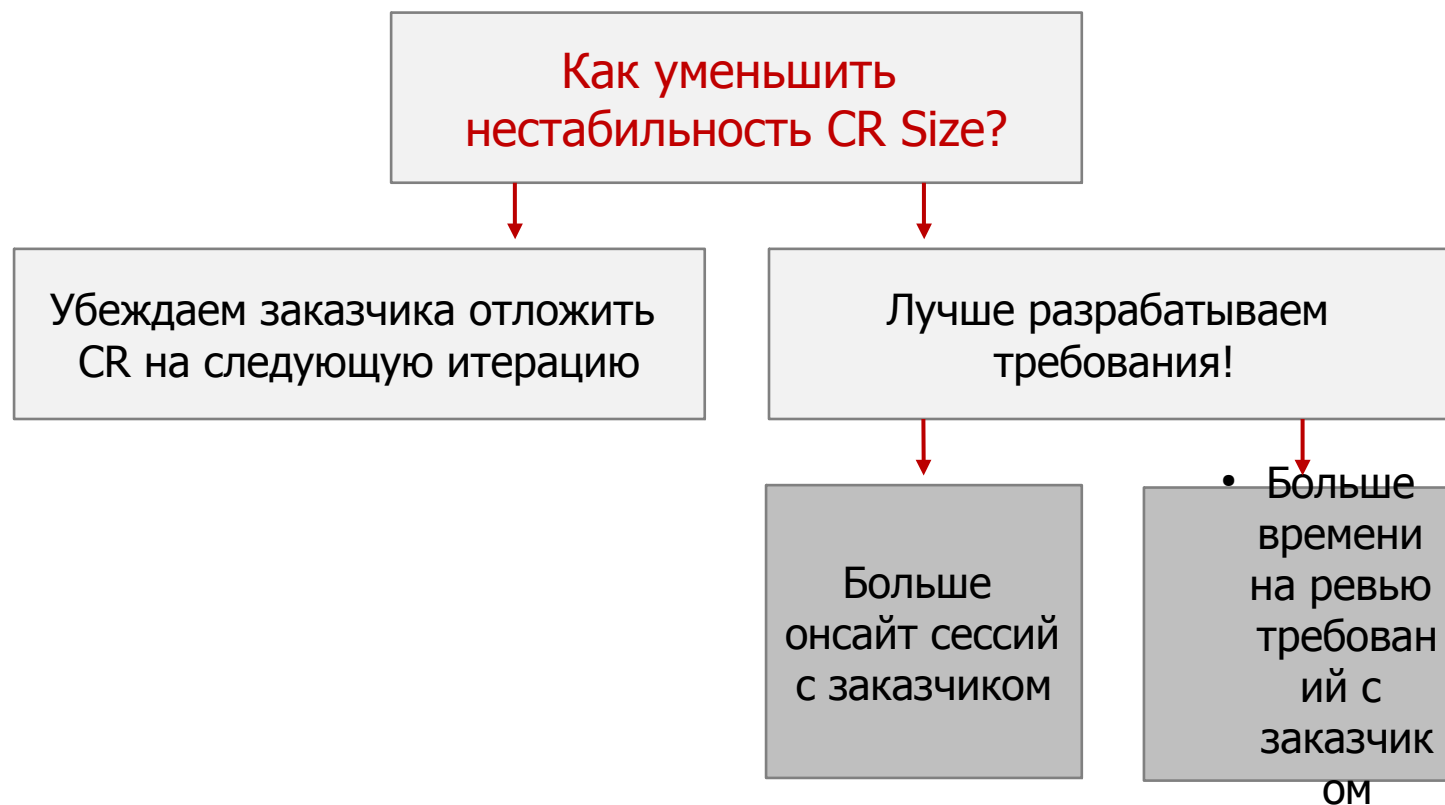 Как уменьшить
нестабильность CR Size?
Убеждаем заказчика отложить
CR на следующую итерацию
Лучше разрабатываем
требования!
Больше
онсайт сессий
с заказчиком
• Больше
времени
на ревью
требован
ий с
заказчик
ом